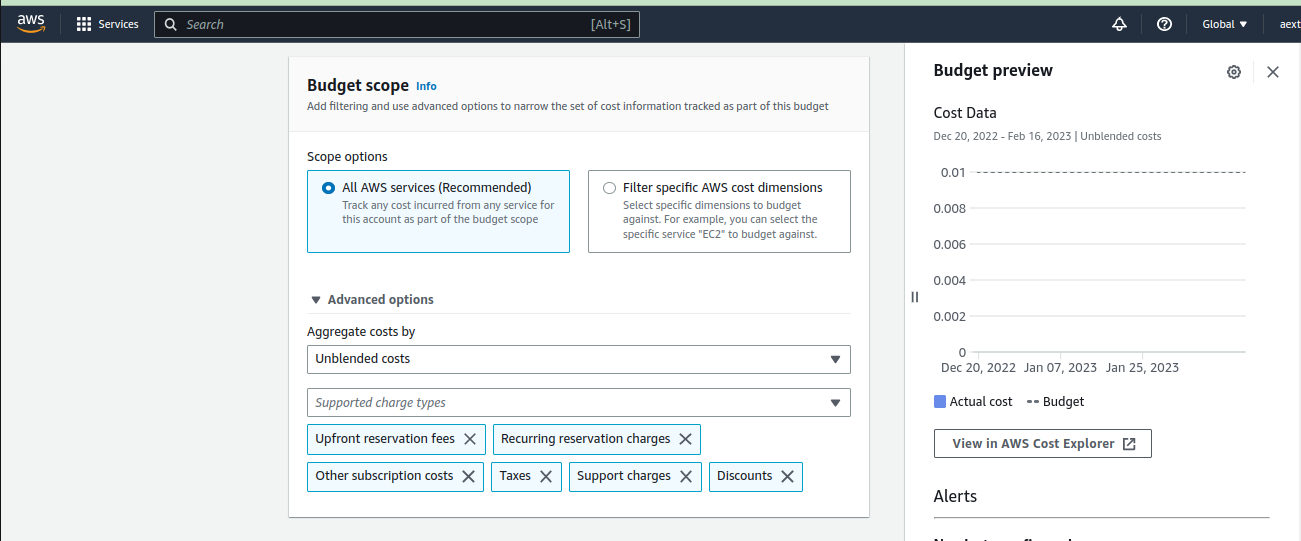 aws
Services
Search [Alt+S]
Global
aext
Budget scope Info
Add filtering and use advanced options to narrow the set of cost information tracked as part of this budget
Scope options
All AWS services (Recommended)
Track any cost incurred from any service for
this account as part of the budget scope
Filter specific AWS cost dimensions
Select specific dimensions to budget
against. For example, you can select the
specific service "EC2" to budget against.
Advanced options
Aggregate costs by
Unblended costs
Supported charge types
Upfront reservation fees
Recurring reservation charges
Other subscription costs
Taxes
Support charges
Discounts
Budget preview
Cost Data
Dec 20, 2022 - Feb 16, 2023 | Unblended costs
0.01
0.008
0.006
0.004
0.002
0
Dec 20, 2022 Jan 07, 2023 Jan 25, 2023
Actual cost Budget
View in AWS Cost Explorer
Alerts